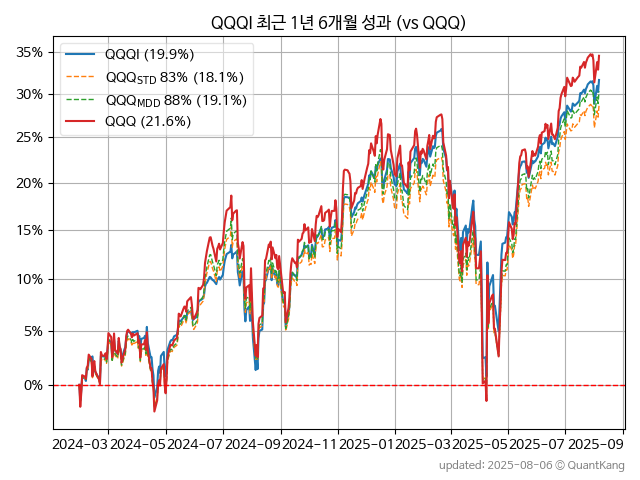 QQQI 최근 1년 6개월 성과 (vs QQQ)
QQQI (19.9%)
QQQSTD 83% (18.1%)
QQQMDD 88% (19.1%)
QQQ (21.6%)
35%
30%
25%
20%
15%
10%
5%
0%
2024-03 2024-05 2024-07 2024-09 2024-11 2025-01 2025-03 2025-05 2025-07 2025-09
updated: 2025-08-06 © QuantKang